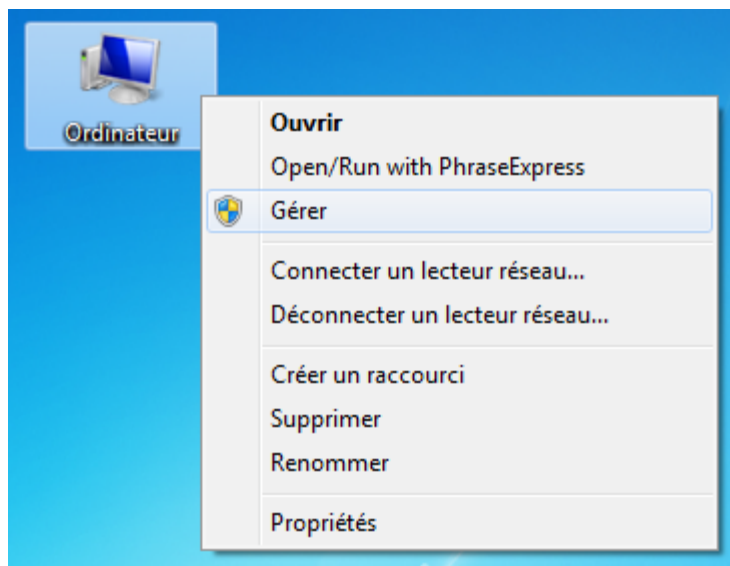 Ordinateur
Ouvrir
Open/Run with PhraseExpress
Gérer
Connecter un lecteur réseau...
Déconnecter un lecteur réseau...
Créer un raccourci
Supprimer
Renommer
Propriétés